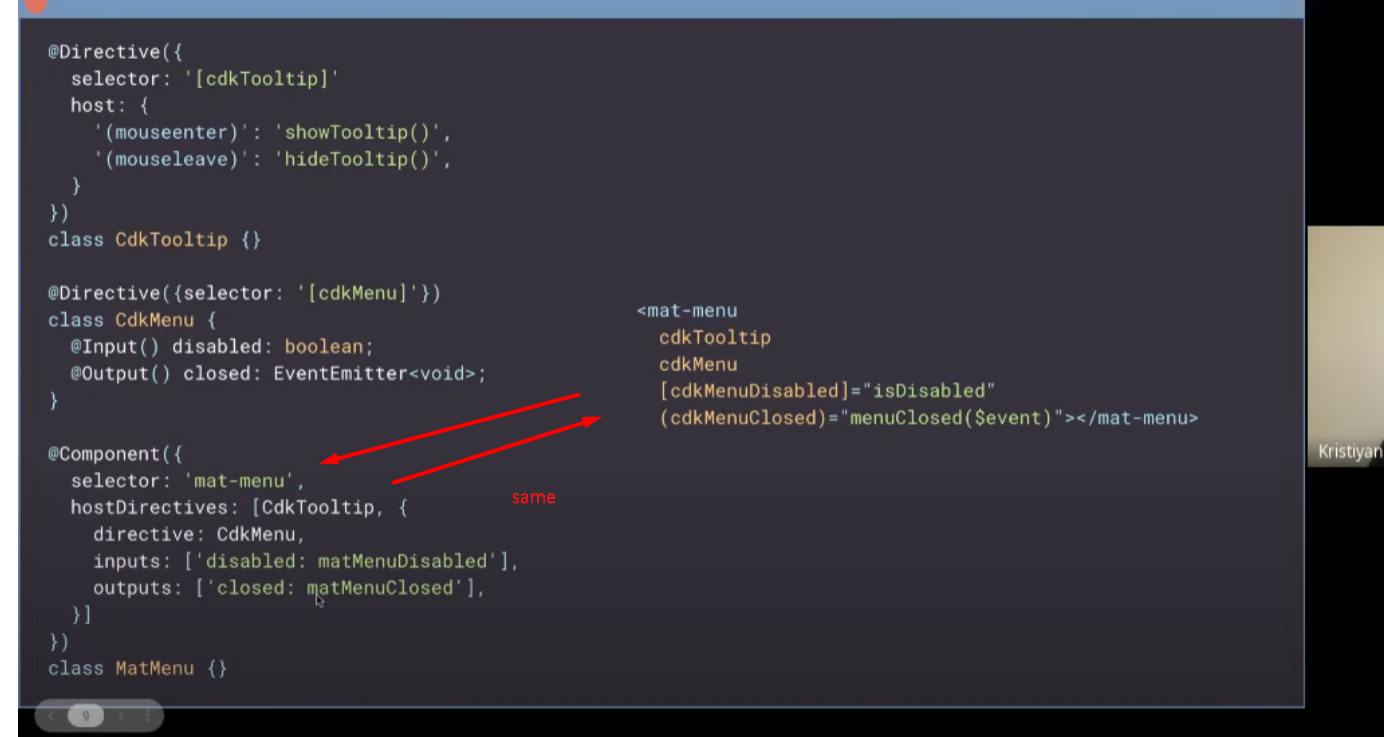 @Directive({
selector: '[cdkTooltip]'
host: {
'(mouseenter)': 'showTooltip()',
'(mouseleave)': 'hideTooltip()',
}
})
class CdkTooltip {}
@Directive({selector: '[cdkMenu]'})
class CdkMenu {
@Input() disabled: boolean;
@Output() closed: EventEmitter<void>;
}
@Component({
selector: 'mat-menu',
hostDirectives: [CdkTooltip, {
directive: CdkMenu,
inputs: ['disabled: matMenuDisabled'],
outputs: ['closed: matMenuClosed'],
}]
})
class MatMenu {}
<mat-menu
cdkTooltip
cdkMenu
[cdkMenuDisabled]="isDisabled"
(cdkMenuClosed)="menuClosed($event)"></mat-menu>
same
Kristiyan
9